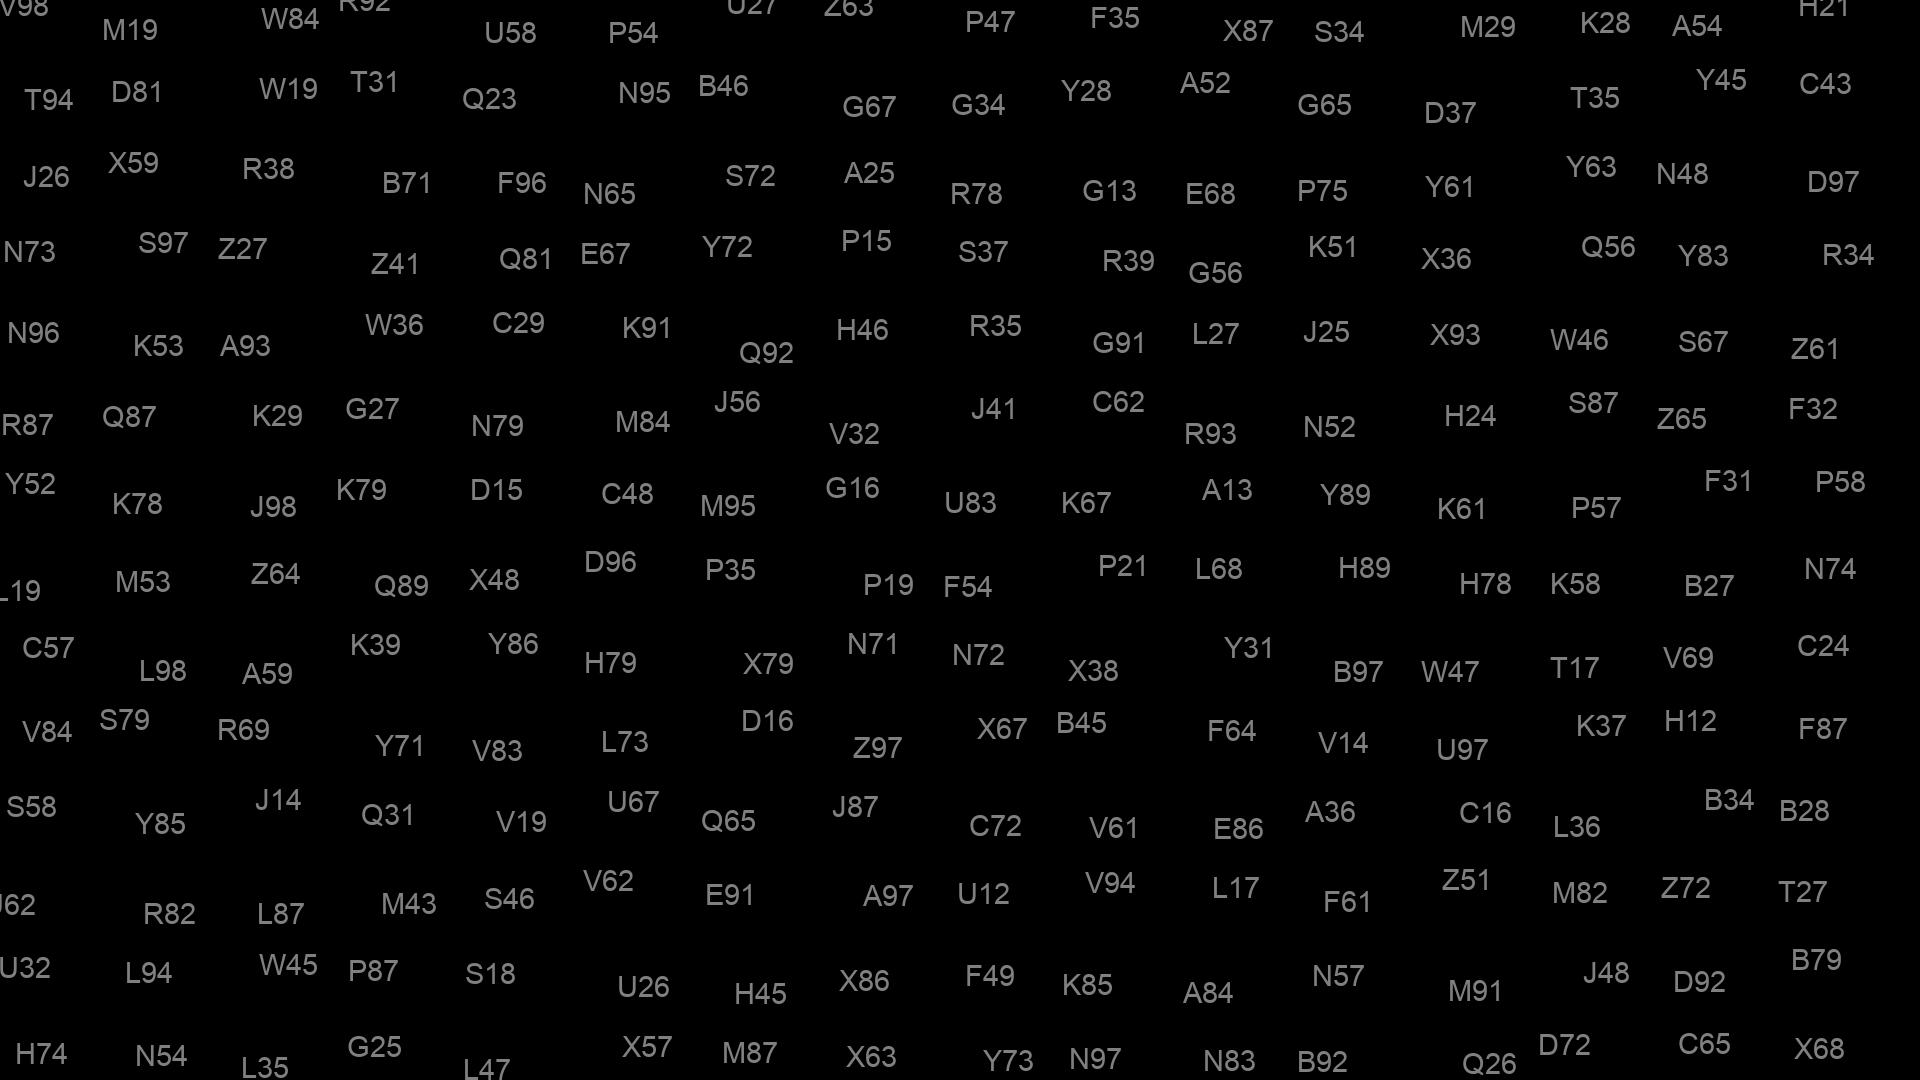 V98 M19 W84 R92 U58 P54 U27 Z63 P47 F35 X87 S34 M29 K28 A54 H21
T94 D81 W19 T31 Q23 N95 B46 G67 G34 Y28 A52 G65 D37 T35 Y45 C43
J26 X59 R38 B71 F96 N65 S72 A25 R78 G13 E68 P75 Y61 Y63 N48 D97
N73 S97 Z27 Z41 Q81 E67 Y72 P15 S37 R39 G56 K51 X36 Q56 Y83 R34
N96 K53 A93 W36 C29 K91 Q92 H46 R35 G91 L27 J25 X93 W46 S67 Z61
R87 Q87 K29 G27 N79 M84 J56 V32 J41 C62 R93 N52 H24 S87 Z65 F32
Y52 K78 J98 K79 D15 C48 M95 G16 U83 K67 A13 Y89 K61 P57 F31 P58
L19 M53 Z64 Q89 X48 D96 P35 P19 F54 P21 L68 H89 H78 K58 B27 N74
C57 L98 A59 K39 Y86 H79 X79 N71 N72 X38 Y31 B97 W47 T17 V69 C24
V84 S79 R69 Y71 V83 L73 D16 Z97 X67 B45 F64 V14 U97 K37 H12 F87
S58 Y85 J14 Q31 V19 U67 Q65 J87 C72 V61 E86 A36 C16 L36 B34 B28
R82 L87 M43 S46 V62 E91 A97 U12 V94 L17 F61 Z51 M82 Z72 T27
U32 L94 W45 P87 S18 U26 H45 X86 F49 K85 A84 N57 M91 J48 D92 B79
H74 N54 L35 G25 L47 X57 M87 X63 Y73 N97 N83 B92 Q26 D72 C65 X68